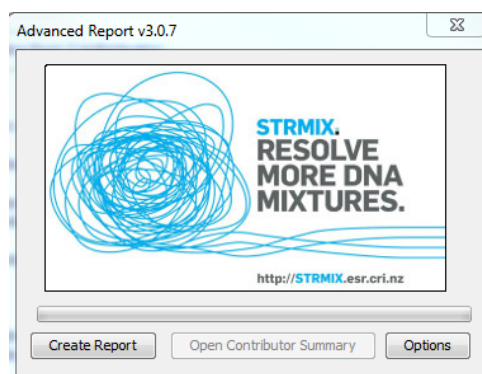 Advanced Report v3.0.7
STRMIX.
RESOLVE
MORE DNA
MIXTURES.
http://STRMIX.esr.cri.nz
Create Report
Open Contributor Summary
Options